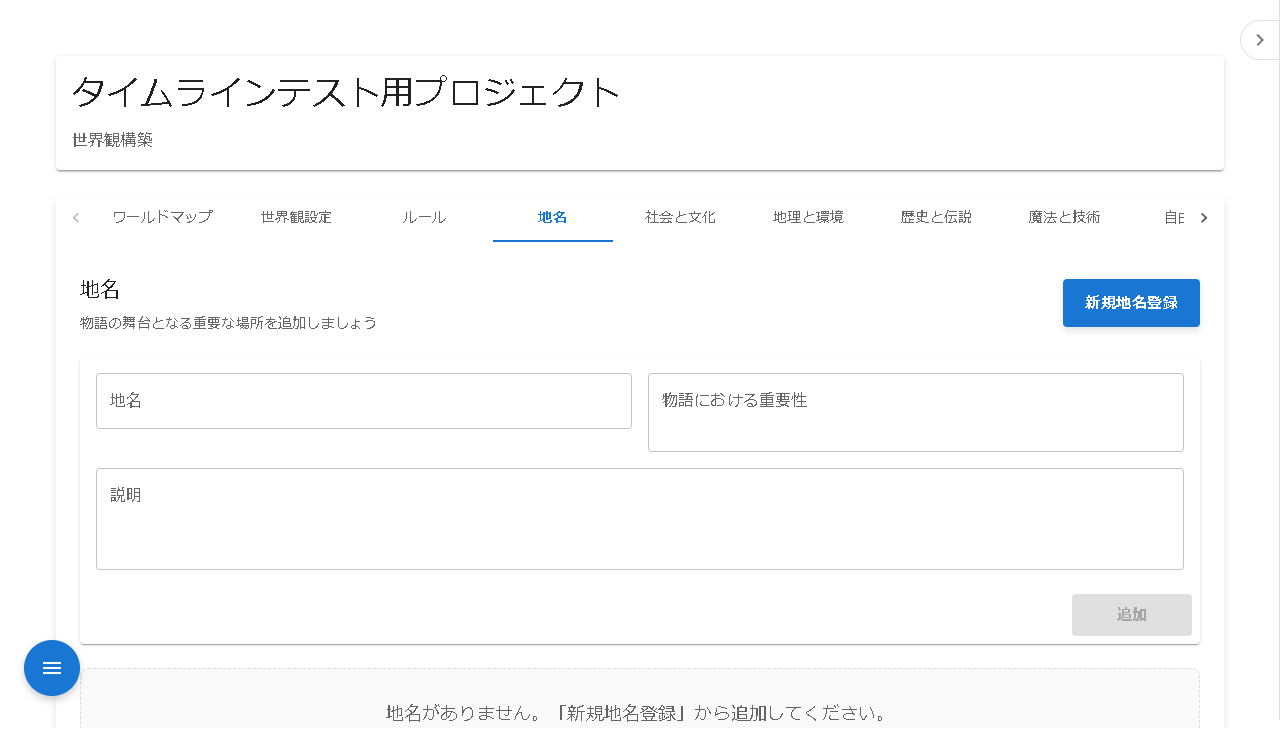 タイムラインテスト用プロジェクト
世界観構築
ワールドマップ 世界観設定 ルール 地名 社会と文化 地理と環境 歴史と伝説 魔法と技術 自由
地名
新規地名登録
物語の舞台となる重要な場所を追加しましょう
地名 物語における重要性
説明
追加
地名がありません。「新規地名登録」から追加してください。